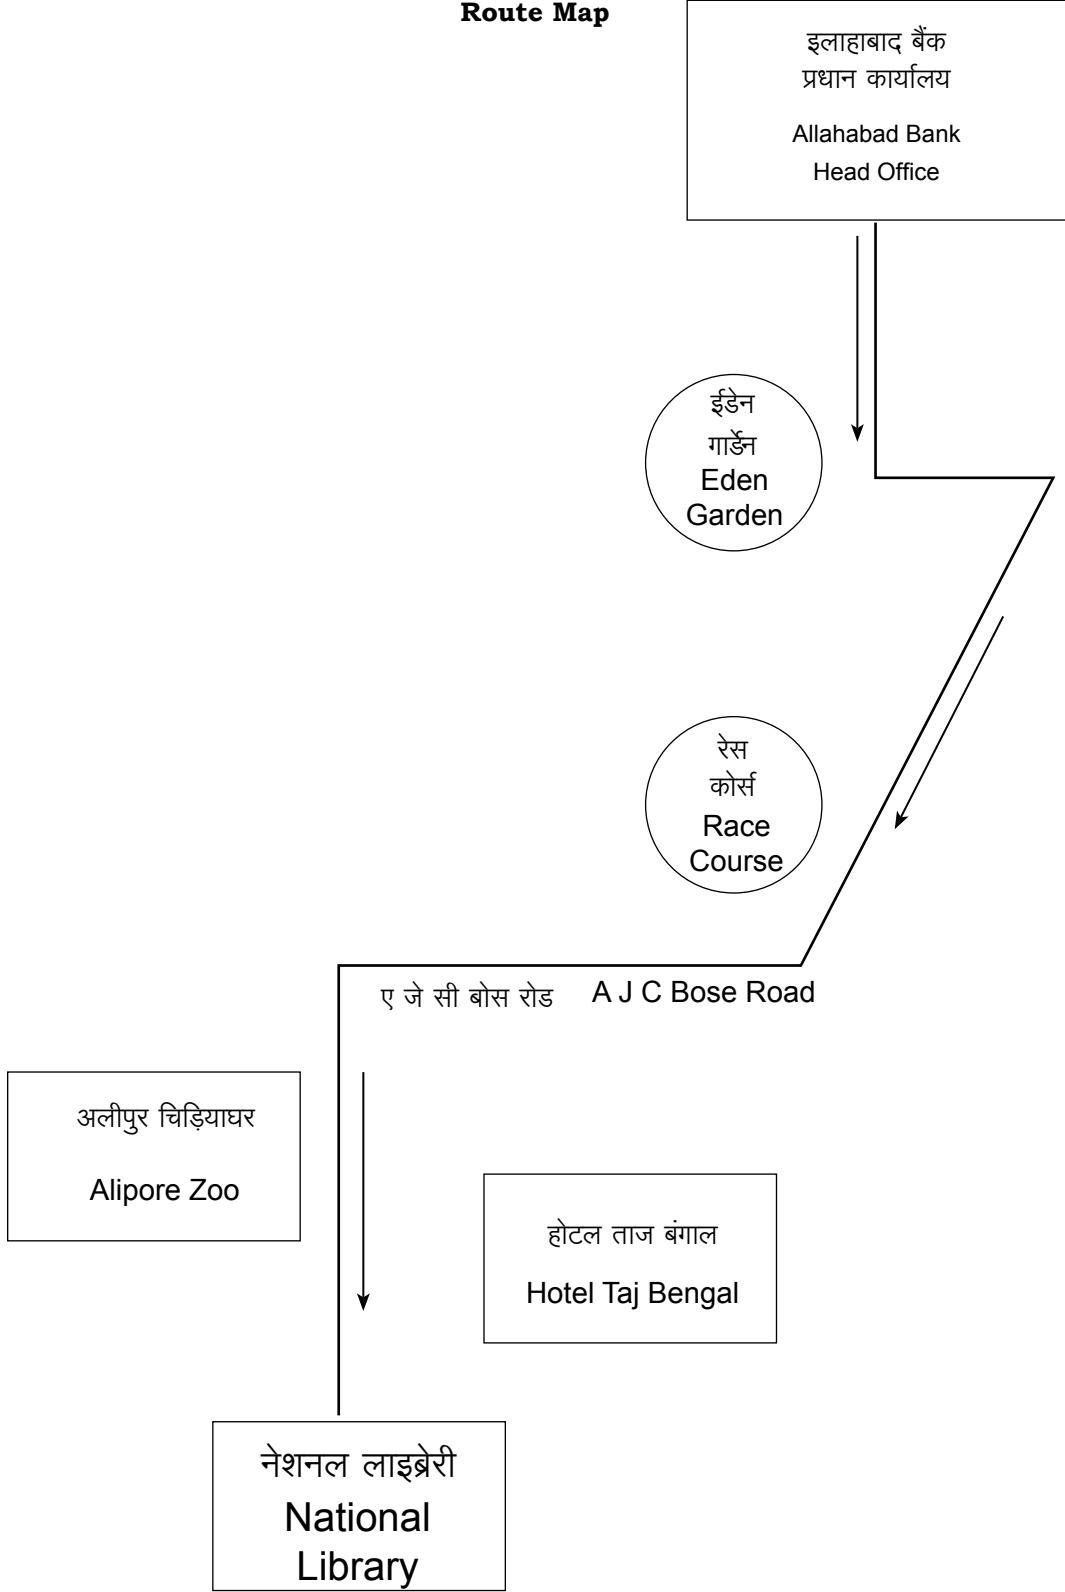 Route Map
इलाहाबाद बैंक
प्रधान कार्यालय
Allahabad Bank
Head Office
ईडेन
गार्डेन
Eden
Garden
रेस
कोर्स
Race
Course
ए जे सी बोस रोड A J C Bose Road
अलीपुर चिड़ियाघर
Alipore Zoo
होटल ताज बंगाल
Hotel Taj Bengal
नेशनल लाइब्रेरी
National
Library